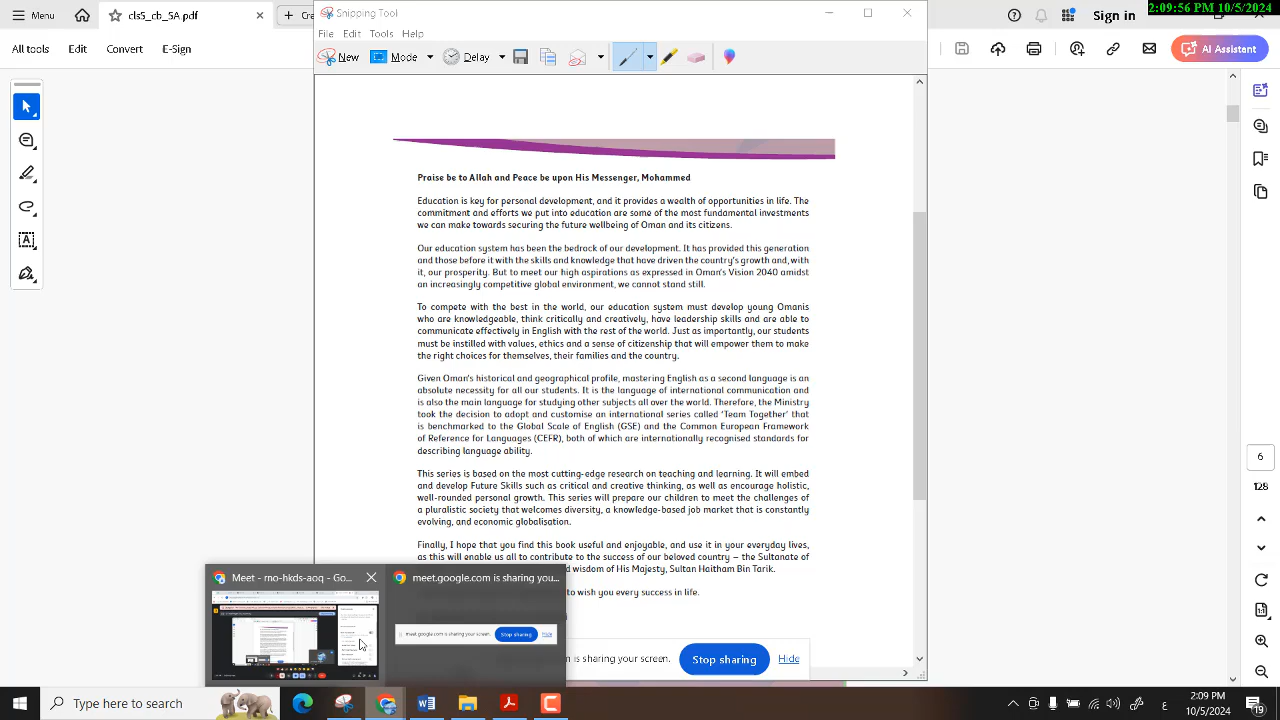 Menu
cb5_cb_SA.pdf
Cre
Snipping Tool
Sign in
2:09:56 PM 10/5/2024
All tools
Edit
Convert
E-Sign
File
Edit
Tools
Help
New
Mode
Delay
AI Assistant
Praise be to Allah and Peace be upon His Messenger, Mohammed
Education is key for personal development, and it provides a wealth of opportunities in life. The
commitment and efforts we put into education are some of the most fundamental investments
we can make towards securing the future wellbeing of Oman and its citizens.
Our education system has been the bedrock of our development. It has provided this generation
and those before it with the skills and knowledge that have driven the country's growth and, with
it, our prosperity. But to meet our high aspirations as expressed in Oman's Vision 2040 amidst
an increasingly competitive global environment, we cannot stand still.
To compete with the best in the world, our education system must develop young Omanis
who are knowledgeable, think critically and creatively, have leadership skills and are able to
communicate effectively in English with the rest of the world. Just as importantly, our students
must be instilled with values, ethics and a sense of citizenship that will empower them to make
the right choices for themselves, their families and the country.
Given Oman's historical and geographical profile, mastering English as a second language is an
absolute necessity for all our students. It is the language of international communication and
is also the main language for studying other subjects all over the world. Therefore, the Ministry
took the decision to adopt and customise an international series called 'Team Together' that
is benchmarked to the Global Scale of English (GSE) and the Common European Framework
of Reference for Languages (CEFR), both of which are internationally recognised standards for
describing language ability.
This series is based on the most cutting-edge research on teaching and learning. It will embed
and develop Future Skills such as critical and creative thinking, as well as encourage holistic,
well-rounded personal growth. This series will prepare our children to meet the challenges of
a pluralistic society that welcomes diversity, a knowledge-based job market that is constantly
evolving, and economic globalisation.
Finally, I hope that you find this book useful and enjoyable, and use it in your everyday lives,
as this will enable us all to contribute to the success of our beloved country – the Sultanate of
d wisdom of His Majesty, Sultan Haitham Bin Tarik.
to wish you every success in life.
6
128
Meet - rno-hkds-aoq - Go...
meet.google.com is sharing you...
meet.google.com is sharing your screen.
Stop sharing
Hide
m is sharing your screen.
Stop sharing
Hide
Type here to search
2:09 PM
10/5/2024
19